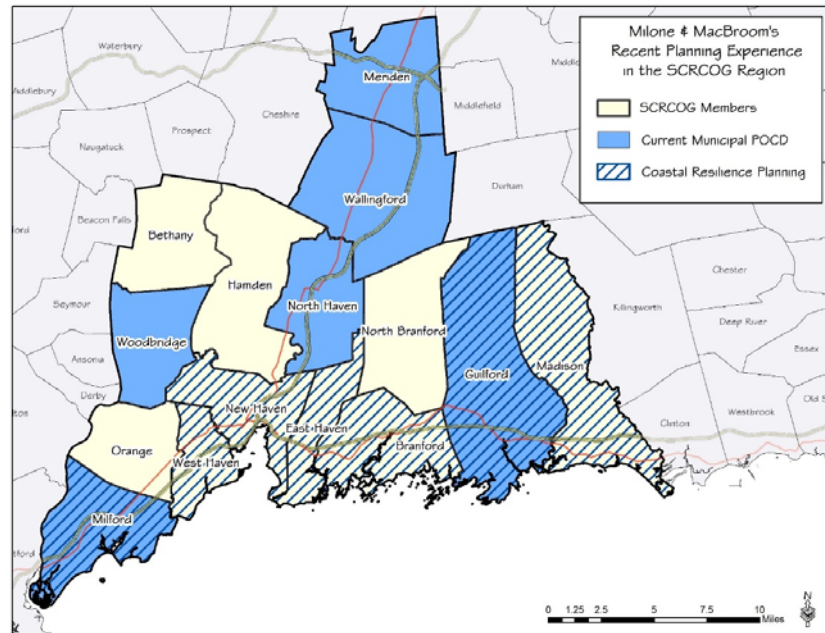 Milone & MacBroom's
Recent Planning Experience
in the SCRCOG Region
SCRCOG Members
Current Municipal POCD
Coastal Resilience Planning
Waterbury
Middlebury
Meriden
Middlefield
Cheshire
Prospect
Naugatuck
Durham
Wallingford
Beacon Falls
Bethany
Hamden
Chester
Seymour
North Haven
Killingworth
Woodbridge
North Branford
Deep River
Ansonia
Madison
Essex
Guilford
Derby
New Haven
East Haven
Clinton
Westbrook
Old S
Branford
Orange
West Haven
Milford
N
0 1.25 2.5 5 7.5 10
Miles